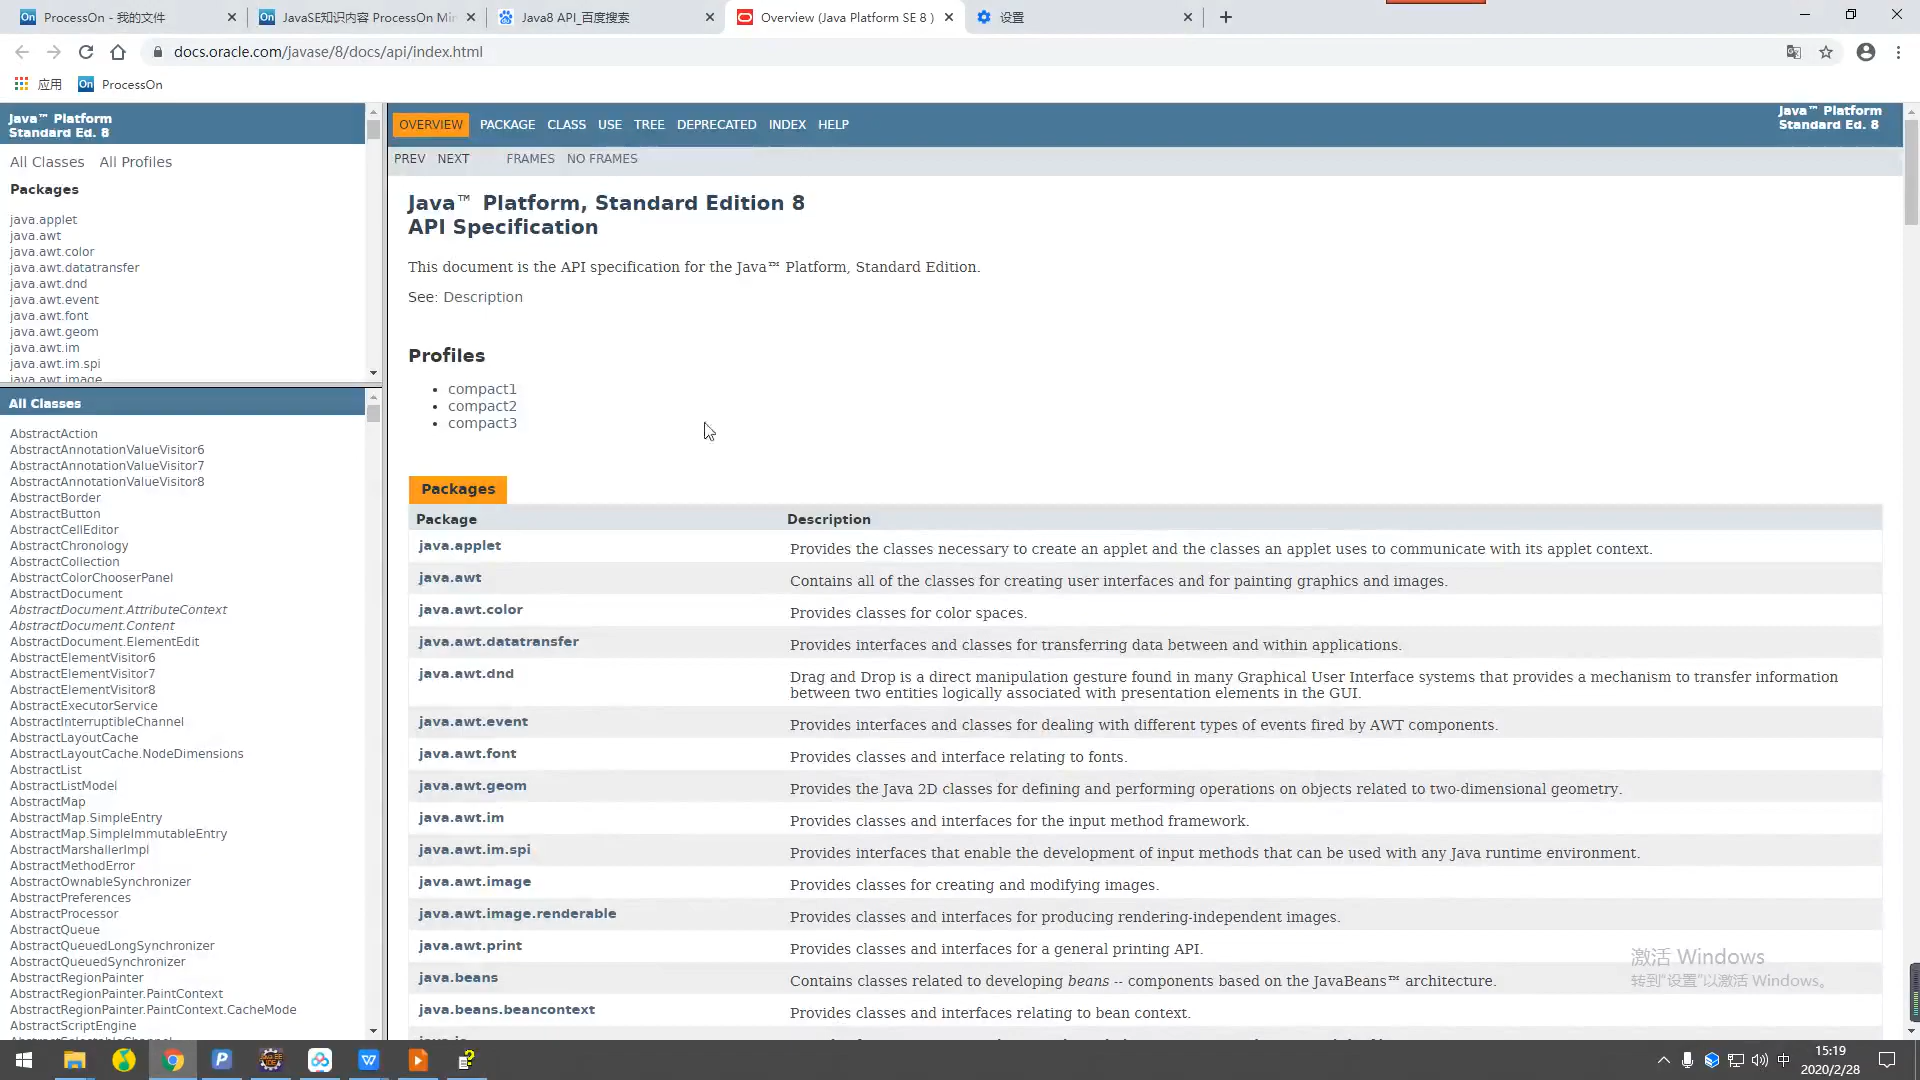 ProcessOn - 我的文件
JavaSE知识内容 ProcessOn Min
Java8 API_百度搜索
Overview (Java Platform SE 8 )
设置
docs.oracle.com/javase/8/docs/api/index.html
应用
On ProcessOn
Java™ Platform
Standard Ed. 8
All Classes All Profiles
Packages
java.applet
java.awt
java.awt.color
java.awt.datatransfer
java.awt.dnd
java.awt.event
java.awt.font
java.awt.geom
java.awt.im
java.awt.im.spi
java.awt.image
All Classes
AbstractAction
AbstractAnnotationValueVisitor6
AbstractAnnotationValueVisitor7
AbstractAnnotationValueVisitor8
AbstractBorder
AbstractButton
AbstractCellEditor
AbstractChronology
AbstractCollection
AbstractColorChooserPanel
AbstractDocument
AbstractDocument.AttributeContext
AbstractDocument.Content
AbstractDocument.ElementEdit
AbstractElementVisitor6
AbstractElementVisitor7
AbstractElementVisitor8
AbstractExecutorService
AbstractInterruptibleChannel
AbstractLayoutCache
AbstractLayoutCache.NodeDimensions
AbstractList
AbstractListModel
AbstractMap
AbstractMap.SimpleEntry
AbstractMap.SimpleImmutableEntry
AbstractMarshallerImpl
AbstractMethodError
AbstractOwnableSynchronizer
AbstractPreferences
AbstractProcessor
AbstractQueue
AbstractQueuedLongSynchronizer
AbstractQueuedSynchronizer
AbstractRegionPainter
AbstractRegionPainter.PaintContext
AbstractRegionPainter.PaintContext.CacheMode
AbstractScriptEngine
OVERVIEW PACKAGE CLASS USE TREE DEPRECATED INDEX HELP
Java™ Platform
Standard Ed. 8
PREV NEXT FRAMES NO FRAMES
Java™ Platform, Standard Edition 8
API Specification
This document is the API specification for the Java™ Platform, Standard Edition.
See: Description
Profiles
• compact1
• compact2
• compact3
Packages
Package Description
java.applet Provides the classes necessary to create an applet and the classes an applet uses to communicate with its applet context.
java.awt Contains all of the classes for creating user interfaces and for painting graphics and images.
java.awt.color Provides classes for color spaces.
java.awt.datatransfer Provides interfaces and classes for transferring data between and within applications.
java.awt.dnd Drag and Drop is a direct manipulation gesture found in many Graphical User Interface systems that provides a mechanism to transfer information
between two entities logically associated with presentation elements in the GUI.
java.awt.event Provides interfaces and classes for dealing with different types of events fired by AWT components.
java.awt.font Provides classes and interface relating to fonts.
java.awt.geom Provides the Java 2D classes for defining and performing operations on objects related to two-dimensional geometry.
java.awt.im Provides classes and interfaces for the input method framework.
java.awt.im.spi Provides interfaces that enable the development of input methods that can be used with any Java runtime environment.
java.awt.image Provides classes for creating and modifying images.
java.awt.image.renderable Provides classes and interfaces for producing rendering-independent images.
java.awt.print Provides classes and interfaces for a general printing API.
java.beans Contains classes related to developing beans -- components based on the JavaBeans™ architecture.
java.beans.beancontext Provides classes and interfaces relating to bean context.
激活 Windows
转到"设置"以激活 Windows。
中
15:19
2020/2/28